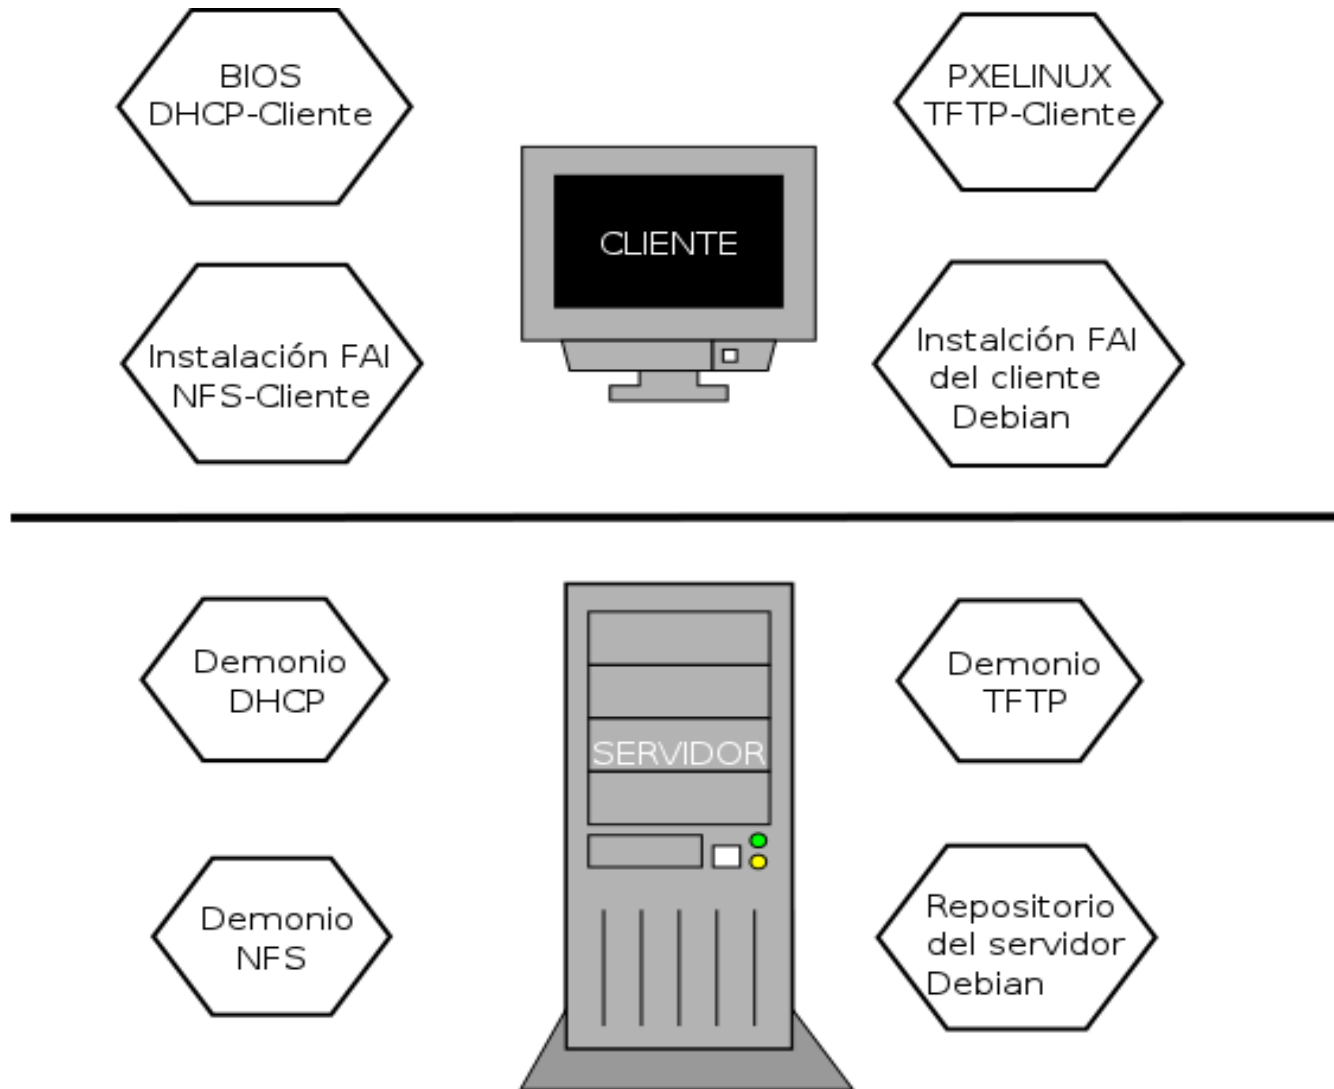 BIOS
DHCP-Cliente
PXELINUX
TFTP-Cliente
CLIENTE
Instalación FAI
NFS-Cliente
Instalción FAI
del cliente
Debian
Demonio
DHCP
Demonio
TFTP
SERVIDOR
Demonio
NFS
Repositorio
del servidor
Debian